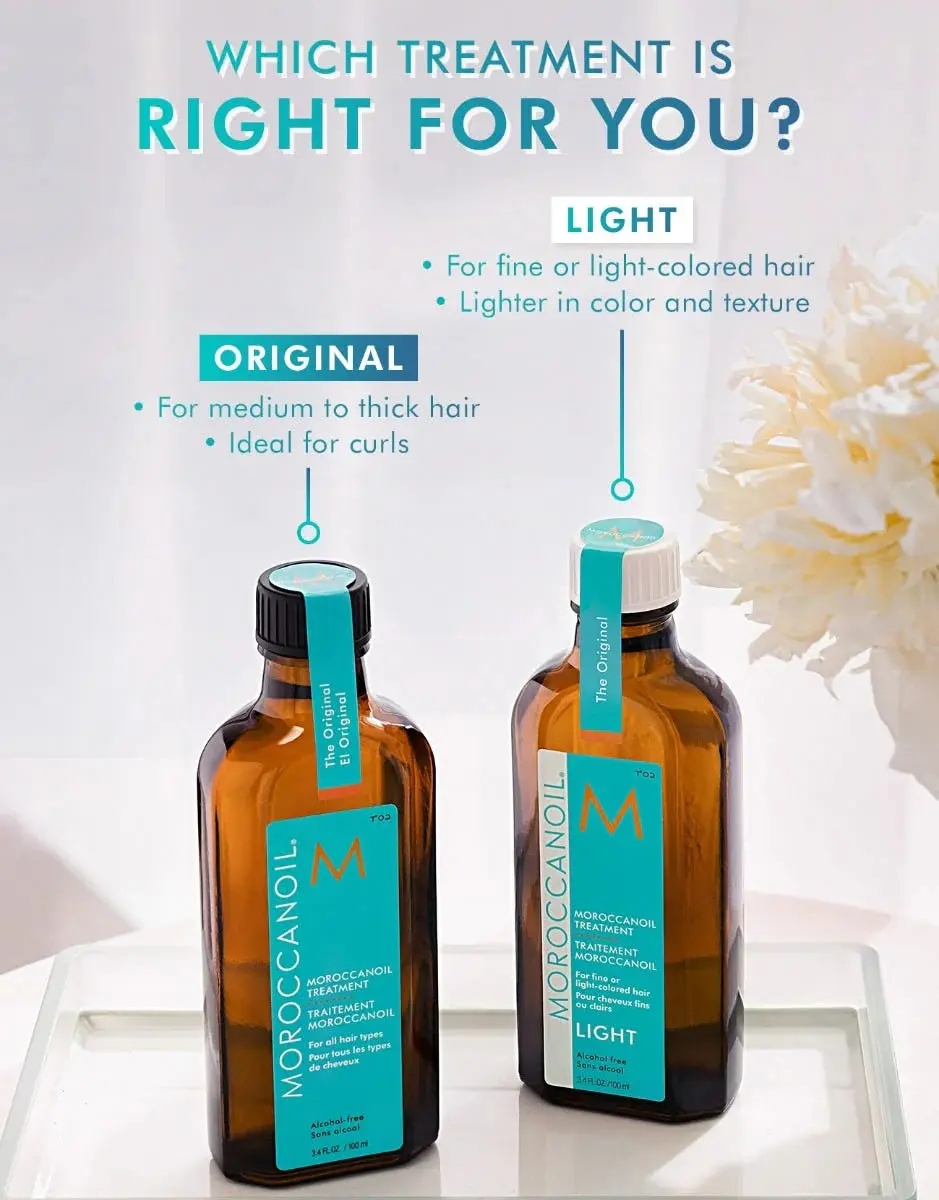 WHICH TREATMENT IS
RIGHT FOR YOU?
LIGHT
• For fine or light-colored hair
• Lighter in color and texture
ORIGINAL
• For medium to thick hair
• Ideal for curls
The Original
El Original
MOROCCANOIL®
M
MOROCCANOIL
TREATMENT
TRAITEMENT
MOROCCANOIL
For all hair types
Pour tous les types
de cheveux
Alcohol-free
Sans alcool
3.4 FL.OZ. / 100 ml
The Original
MOROCCANOIL®
M
MOROCCANOIL
TREATMENT
TRAITEMENT
MOROCCANOIL
For fine or
light-colored hair
Pour cheveux fins
ou clairs
LIGHT
Alcohol-free
Sans alcool
3.4 FL.OZ./100 ml